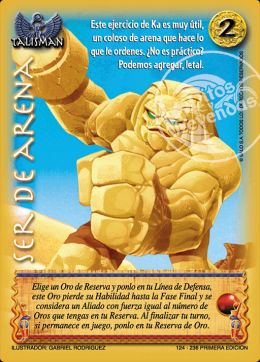 Este ejercicio de Ka es muy útil,
un coloso de arena que hace lo
que le ordenes. ¿No es práctico?
Podemos agregar, letal.
2
TALISMAN
SER DE ARENA
Elige un Oro de Reserva y ponlo en tu Línea de Defensa,
este Oro pierde su Habilidad hasta la Fase Final y se
considera un Aliado con fuerza igual al número de
Oros que tengas en tu Reserva. Al finalizar tu turno,
si permanece en juego, ponlo en tu Reserva de Oro.
ILUSTRADOR: GABRIEL RODRIGUEZ
124 - 236 PRIMERA EDICION